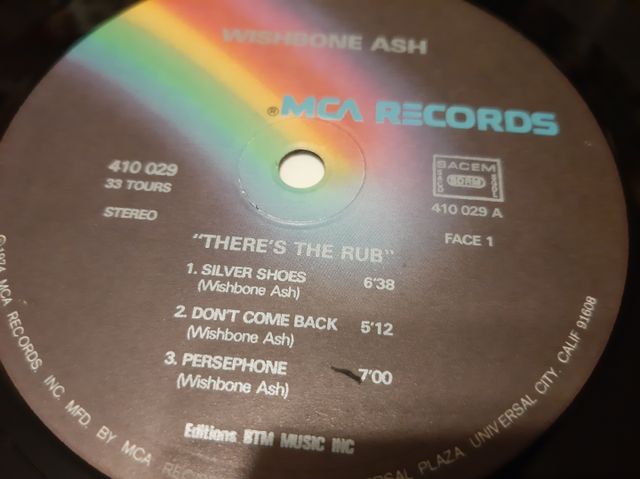 WISHBONE ASH
®MCA RECORDS
410 029
33 TOURS
STEREO
SACEM
410 029 A
FACE 1
"THERE'S THE RUB"
1. SILVER SHOES 6'38
(Wishbone Ash)
2. DON'T COME BACK 5'12
(Wishbone Ash)
3. PERSEPHONE 7'00
(Wishbone Ash)
Editions BTM MUSIC INC
1974 MCA RECORDS, INC. MFD. BY MCA
PLAZA UNIVERSAL CITY, CALIF 91608